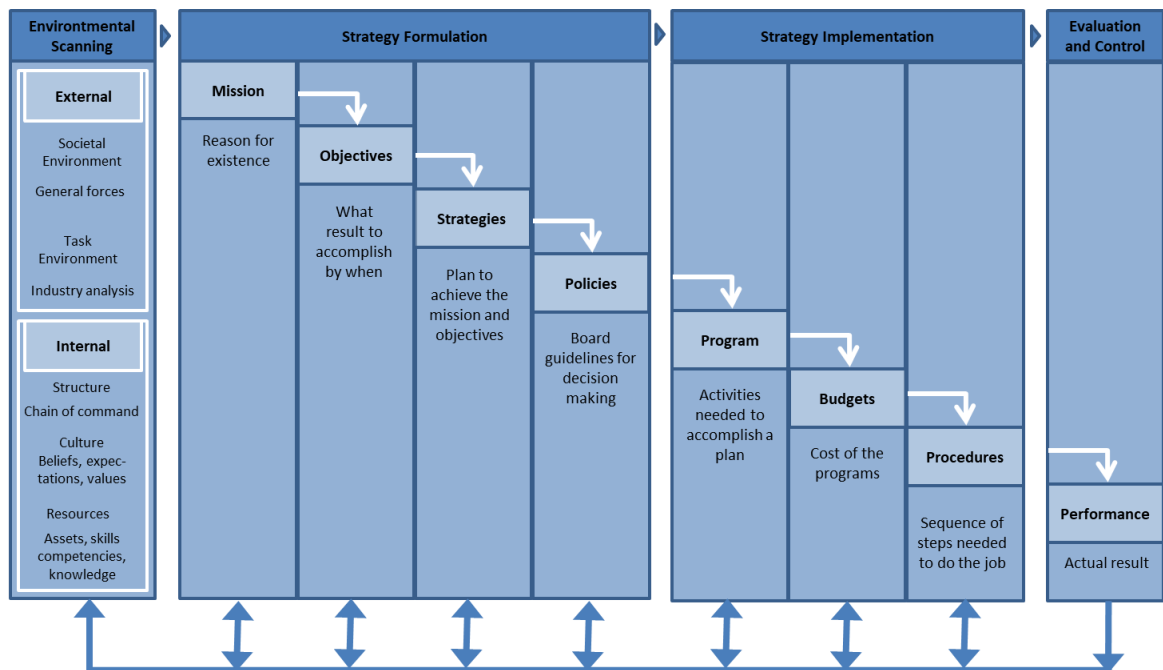 Environtmental
Scanning
Strategy Formulation
Strategy Implementation
Evaluation
and Control
External
Societal
Environment
General forces
Task
Environment
Industry analysis
Internal
Structure
Chain of command
Culture
Beliefs, expec-
tations, values
Resources
Assets, skills
competencies,
knowledge
Mission
Reason for
existence
Objectives
What
result to
accomplish
by when
Strategies
Plan to
achieve the
mission and
objectives
Policies
Board
guidelines for
decision
making
Program
Activities
needed to
accomplish a
plan
Budgets
Cost of the
programs
Procedures
Sequence of
steps needed
to do the job
Performance
Actual result